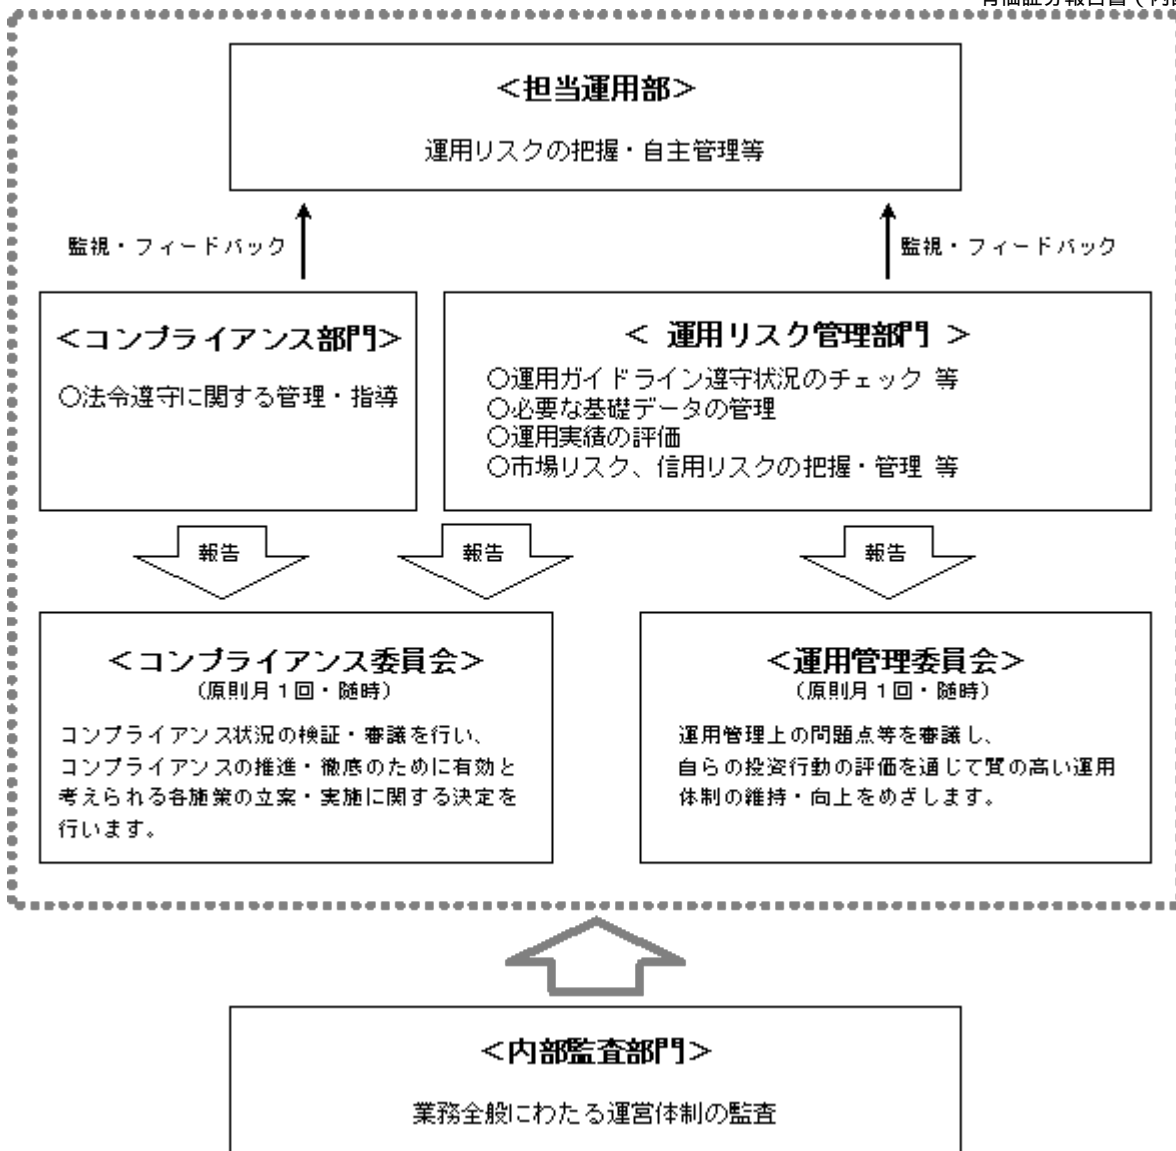 有価証券報告書（内
＜担当運用部＞
運用リスクの把握・自主管理等
監視・フィードバック
監視・フィードバック
＜コンプライアンス部門＞
○法令遵守に関する管理・指導
＜ 運用リスク管理部門 ＞
○運用ガイドライン遵守状況のチェック 等
○必要な基礎データの管理
○運用実績の評価
○市場リスク、信用リスクの把握・管理 等
報告
報告
報告
＜コンプライアンス委員会＞
（原則月１回・随時）
コンプライアンス状況の検証・審議を行い、
コンプライアンスの推進・徹底のために有効と
考えられる各施策の立案・実施に関する決定を
行います。
＜運用管理委員会＞
（原則月１回・随時）
運用管理上の問題点等を審議し、
自らの投資行動の評価を通じて質の高い運用
体制の維持・向上をめざします。
＜内部監査部門＞
業務全般にわたる運営体制の監査